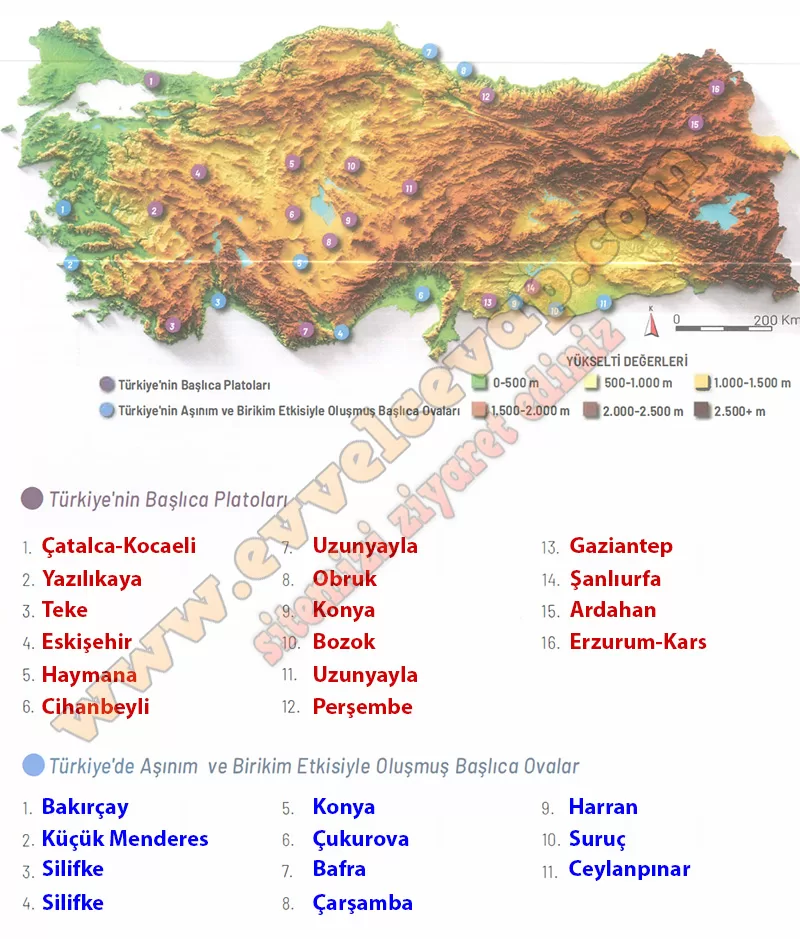 1
2
3
4
5
6
7
8
9
10
11
12
13
14
15
16
1
2
3
4
5
6
7
8
9
10
11
K
0 200 Km
YÜKSELTİ DEĞERLERİ
Türkiye'nin Başlıca Platoları
0-500 m 500-1.000 m 1.000-1.500 m
Türkiye'nin Aşınım ve Birikim Etkisiyle Oluşmuş Başlıca Ovaları
1.500-2.000 m 2.000-2.500 m 2.500+ m
www.evvelcevap.com
sitemizi ziyaret ediniz
Türkiye'nin Başlıca Platoları
1. Çatalca-Kocaeli
2. Yazılıkaya
3. Teke
4. Eskişehir
5. Haymana
6. Cihanbeyli
7. Uzunyayla
8. Obruk
9. Konya
10. Bozok
11. Uzunyayla
12. Perşembe
13. Gaziantep
14. Şanlıurfa
15. Ardahan
16. Erzurum-Kars
Türkiye'de Aşınım ve Birikim Etkisiyle Oluşmuş Başlıca Ovalar
1. Bakırçay
2. Küçük Menderes
3. Silifke
4. Silifke
5. Konya
6. Çukurova
7. Bafra
8. Çarşamba
9. Harran
10. Suruç
11. Ceylanpınar